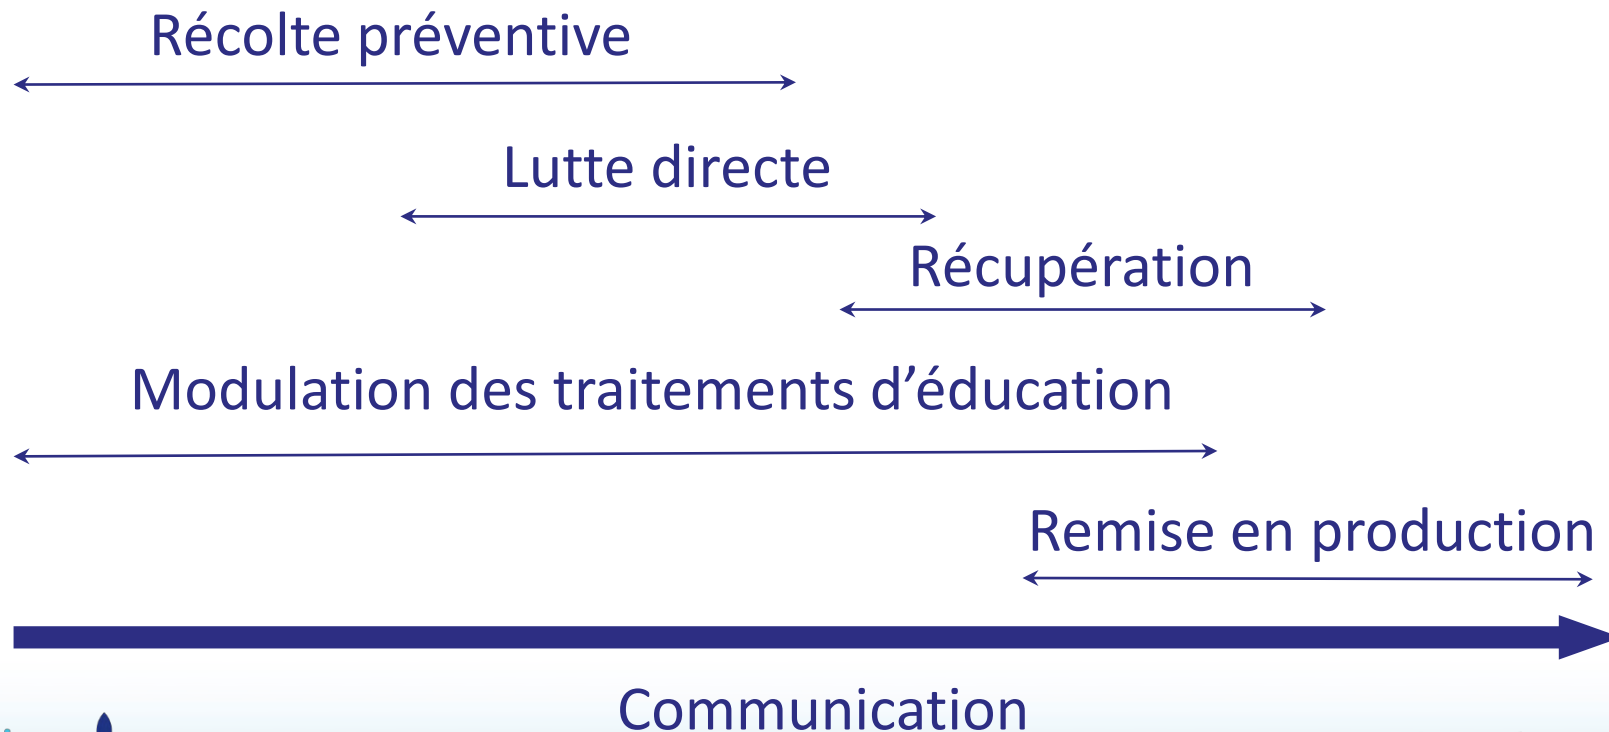 Récolte préventive
Lutte directe
Récupération
Modulation des traitements d’éducation
Remise en production
Communication